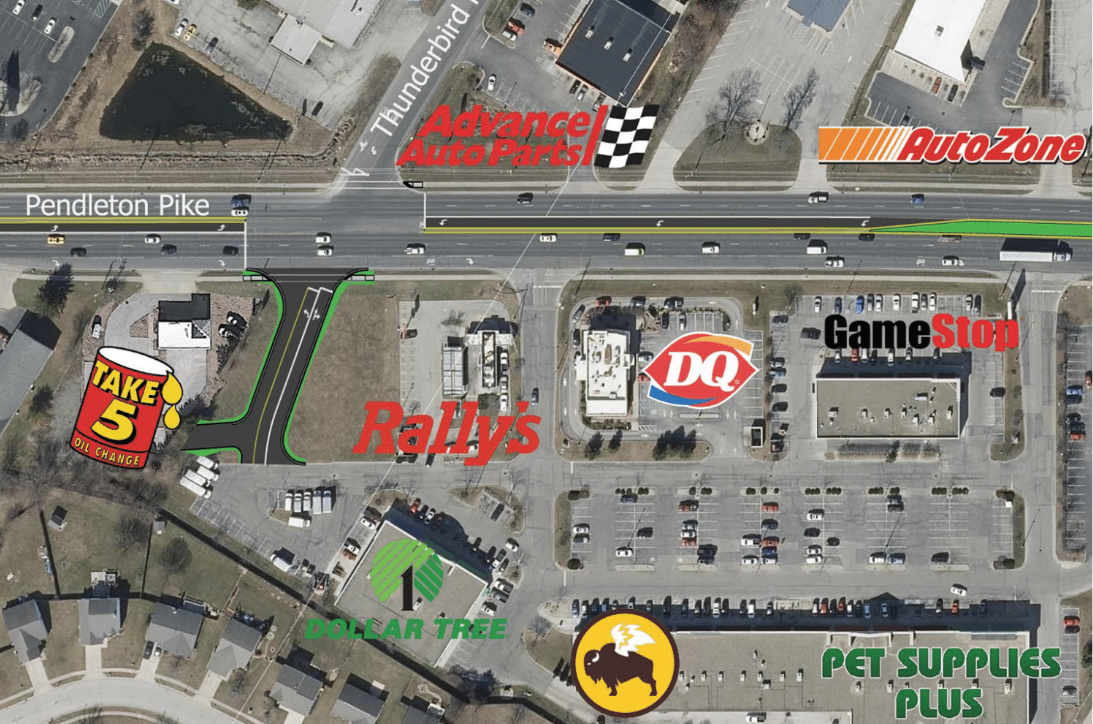 Thunderbird
Advance
Auto Parts
AutoZone
Pendleton Pike
GameStop
TAKE
5
OIL CHANGE
DQ
Rally's
1
DOLLAR TREE
PET SUPPLIES
PLUS